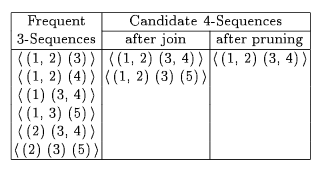 Frequent Candidate 4-Sequences
3-Sequences after join after pruning
⟨ (1, 2) (3) ⟩ ⟨ (1, 2) (3, 4) ⟩ ⟨ (1, 2) (3, 4) ⟩
⟨ (1, 2) (4) ⟩ ⟨ (1, 2) (3) (5) ⟩
⟨ (1) (3, 4) ⟩
⟨ (1, 3) (5) ⟩
⟨ (2) (3, 4) ⟩
⟨ (2) (3) (5) ⟩